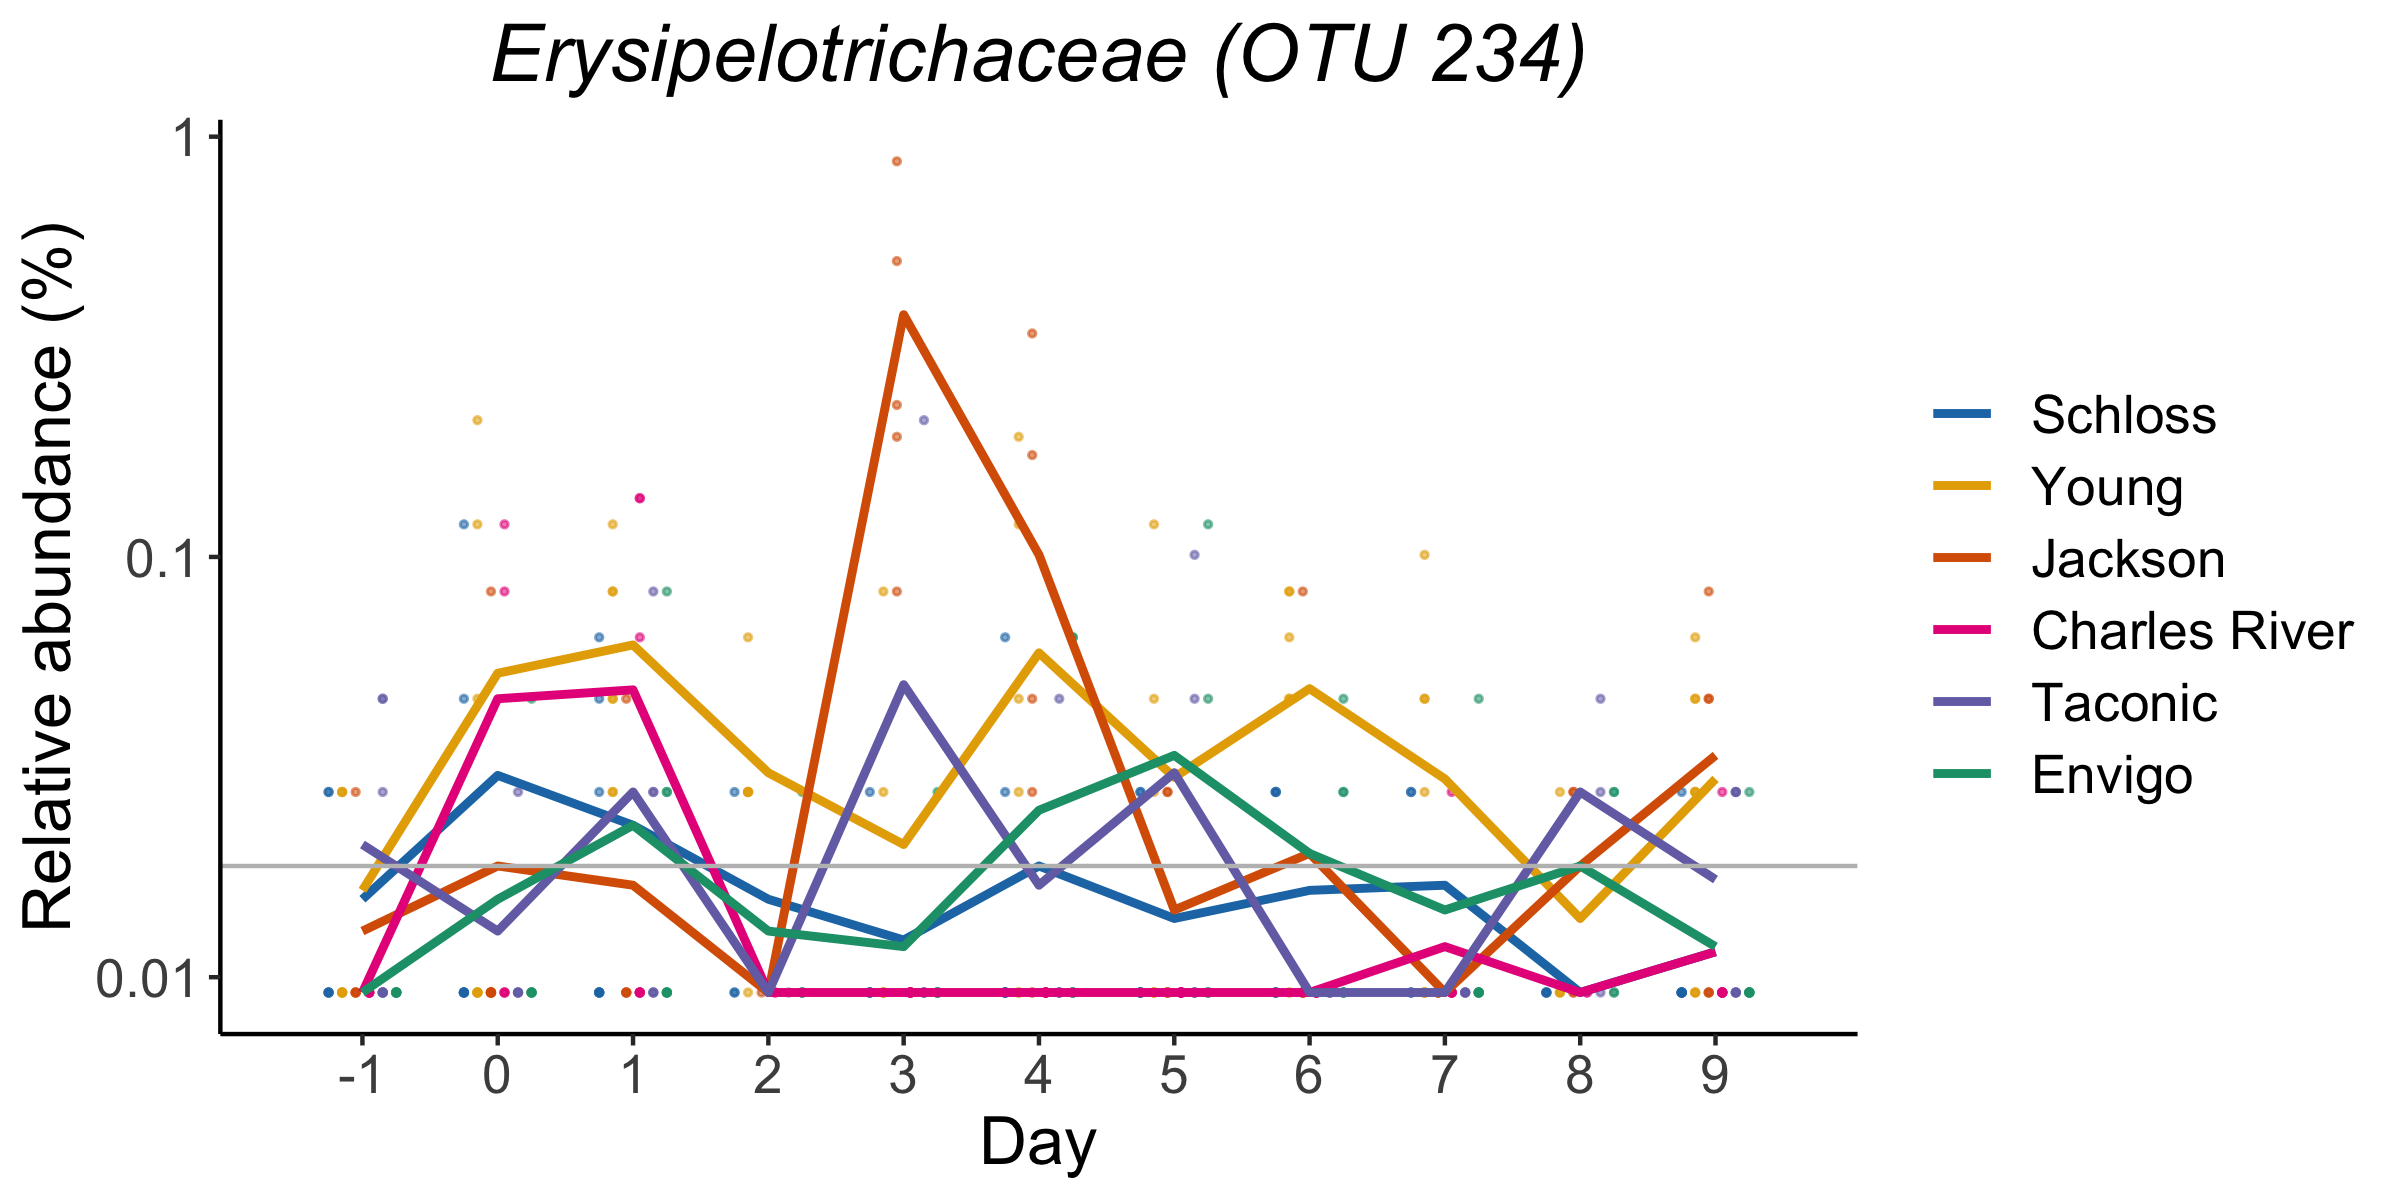 Erysipelotrichaceae (OTU 234)
Relative abundance (%)
1
0.1
0.01
-1 0 1 2 3 4 5 6 7 8 9
Day
Schloss
Young
Jackson
Charles River
Taconic
Envigo